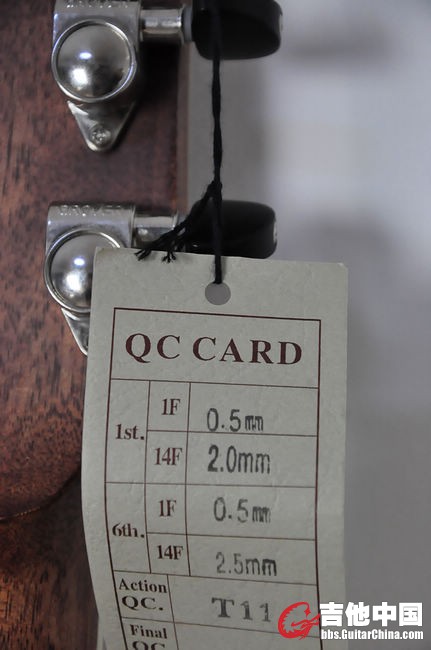 QC CARD
1st. 1F 0.5mm
14F 2.0mm
6th. 1F 0.5mm
14F 2.5mm
Action
QC. T11
Final
QC
吉他中国
bbs.GuitarChina.com